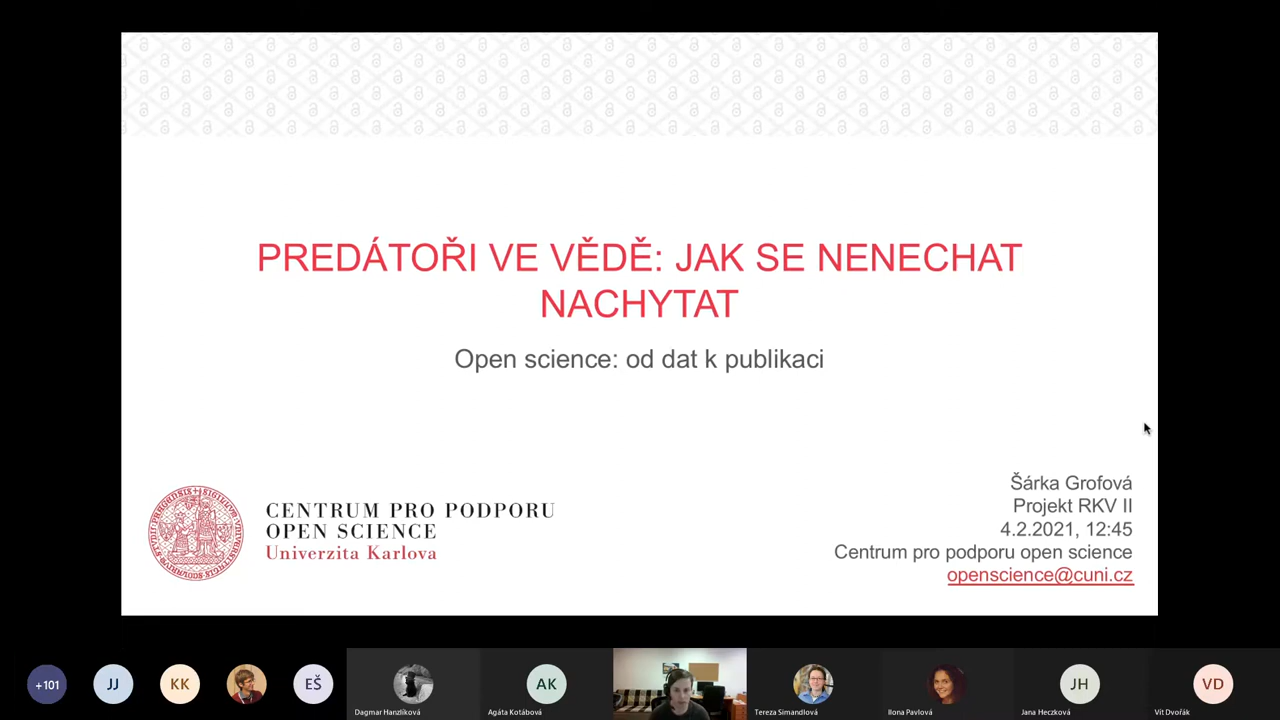 PREDÁTOŘI VE VĚDĚ: JAK SE NENECHAT
NACHYTAT
Open science: od dat k publikaci
CENTRUM PRO PODPORU
OPEN SCIENCE
Univerzita Karlova
Šárka Grofová
Projekt RKV II
4.2.2021, 12:45
Centrum pro podporu open science
openscience@cuni.cz
+101
JJ
KK
EŠ
Dagmar Hanzlíková
AK
Agáta Kotábová
Tereza Simandlová
Ilona Pavlová
JH
Jana Heczková
VD
Vít Dvořák